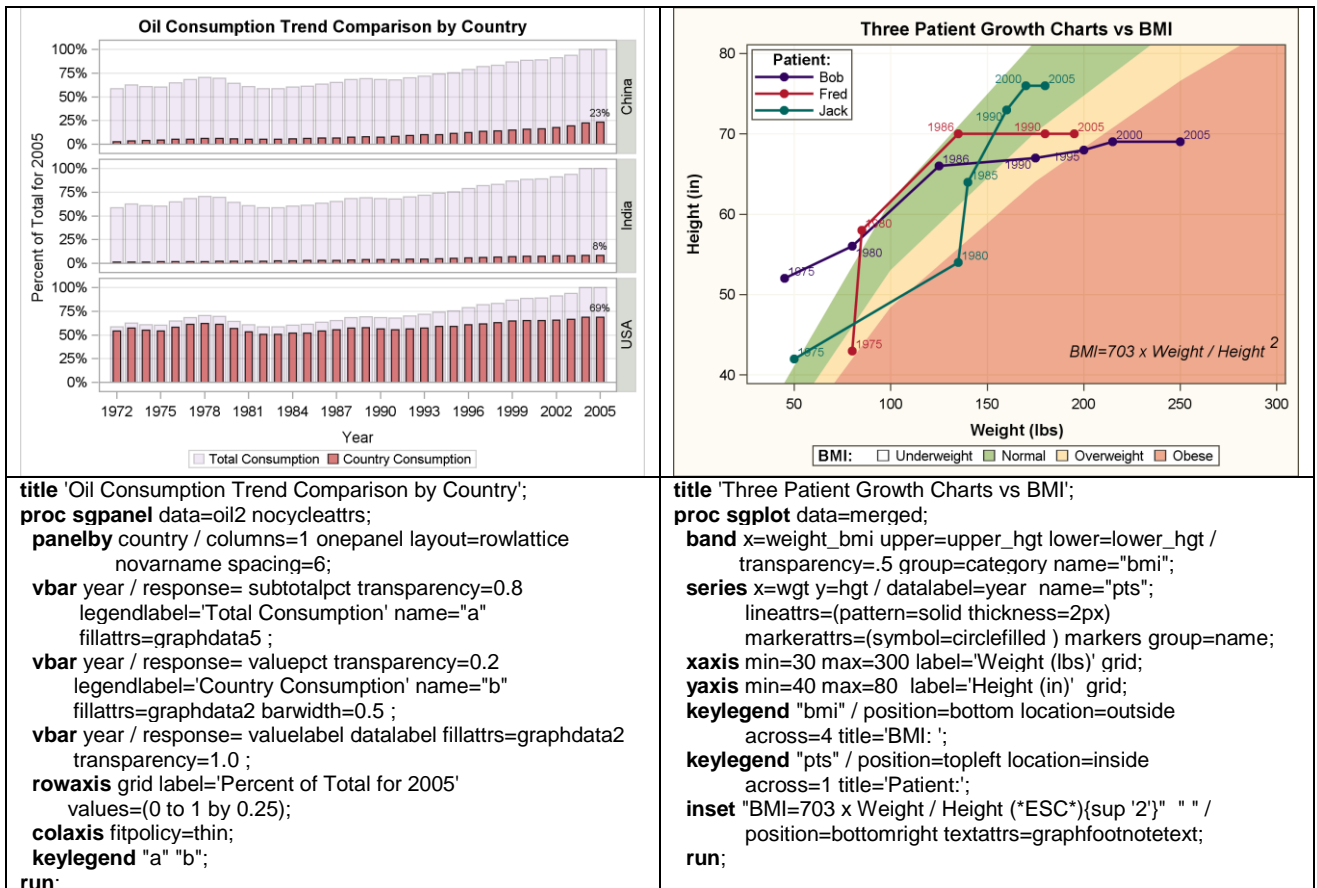 Oil Consumption Trend Comparison by Country
100%
75%
50%
25%
0%
23%
China
100%
75%
50%
25%
0%
8%
India
100%
75%
50%
25%
0%
69%
USA
Percent of Total for 2005
1972 1975 1978 1981 1984 1987 1990 1993 1996 1999 2002 2005
Year
Total Consumption Country Consumption
Three Patient Growth Charts vs BMI
Patient:
Bob
Fred
Jack
80
70
60
50
40
Height (in)
2000 2005
1990
1986 1990 2005
2000 2005
1986 1990 1995
1985
1980
1980
1980
1975
1975
1975
BMI=703 x Weight / Height 2
50 100 150 200 250 300
Weight (lbs)
BMI: Underweight Normal Overweight Obese
title 'Oil Consumption Trend Comparison by Country';
proc sgpanel data=oil2 nocycleattrs;
panelby country / columns=1 onepanel layout=rowlattice
novarname spacing=6;
vbar year / response= subtotalpct transparency=0.8
legendlabel='Total Consumption' name="a"
fillattrs=graphdata5 ;
vbar year / response= valuepct transparency=0.2
legendlabel='Country Consumption' name="b"
fillattrs=graphdata2 barwidth=0.5 ;
vbar year / response= valuelabel datalabel fillattrs=graphdata2
transparency=1.0 ;
rowaxis grid label='Percent of Total for 2005'
values=(0 to 1 by 0.25);
colaxis fitpolicy=thin;
keylegend "a" "b";
run;
title 'Three Patient Growth Charts vs BMI';
proc sgplot data=merged;
band x=weight_bmi upper=upper_hgt lower=lower_hgt /
transparency=.5 group=category name="bmi";
series x=wgt y=hgt / datalabel=year name="pts";
lineattrs=(pattern=solid thickness=2px)
markerattrs=(symbol=circlefilled ) markers group=name;
xaxis min=30 max=300 label='Weight (lbs)' grid;
yaxis min=40 max=80 label='Height (in)' grid;
keylegend "bmi" / position=bottom location=outside
across=4 title='BMI: ';
keylegend "pts" / position=topleft location=inside
across=1 title='Patient:';
inset "BMI=703 x Weight / Height (*ESC*){sup '2'}" " " /
position=bottomright textattrs=graphfootnotetext;
run;